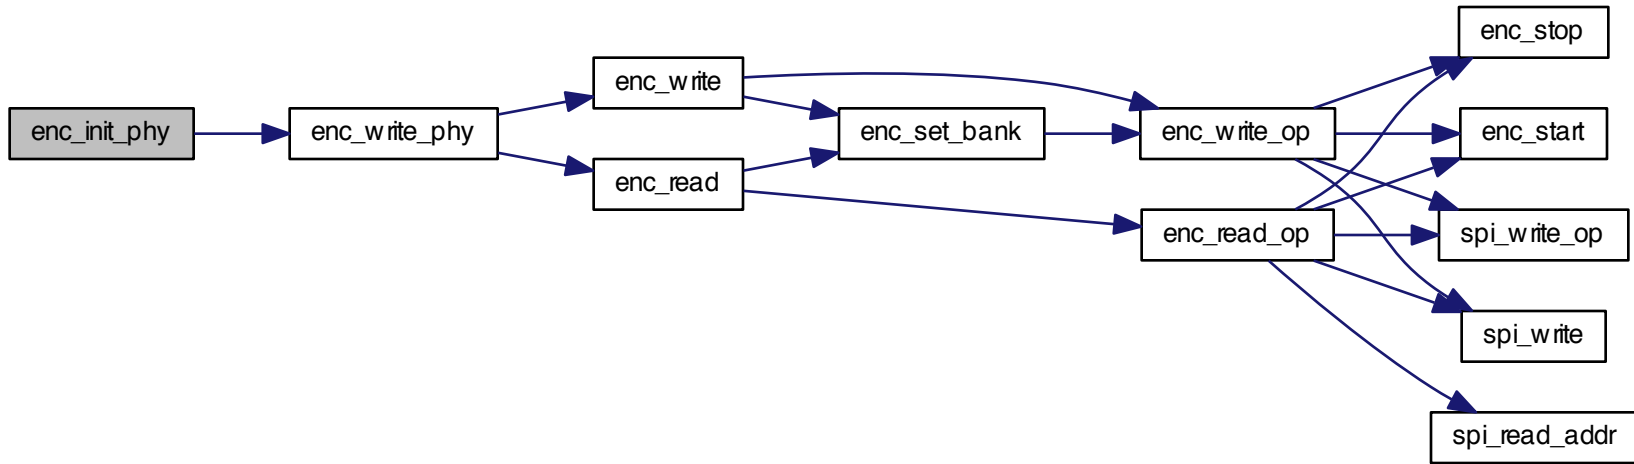 enc_init_phy
enc_write_phy
enc_write
enc_read
enc_set_bank
enc_write_op
enc_read_op
enc_stop
enc_start
spi_write_op
spi_write
spi_read_addr